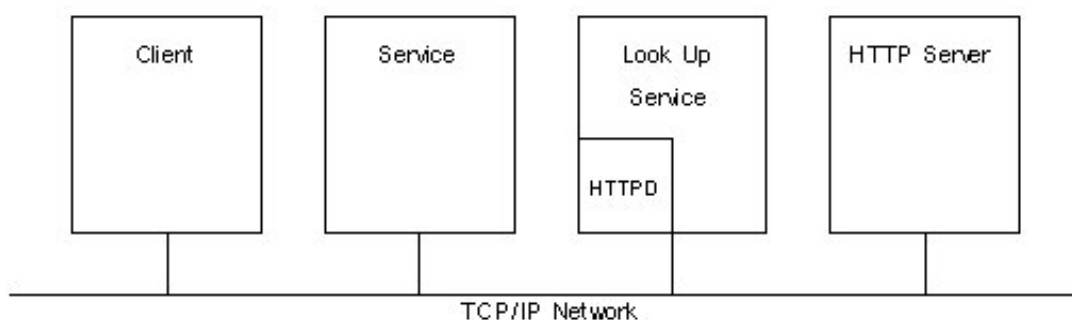 Client
Service
Look Up
Service
HTTP Server
HTTPD
TCP/IP Network